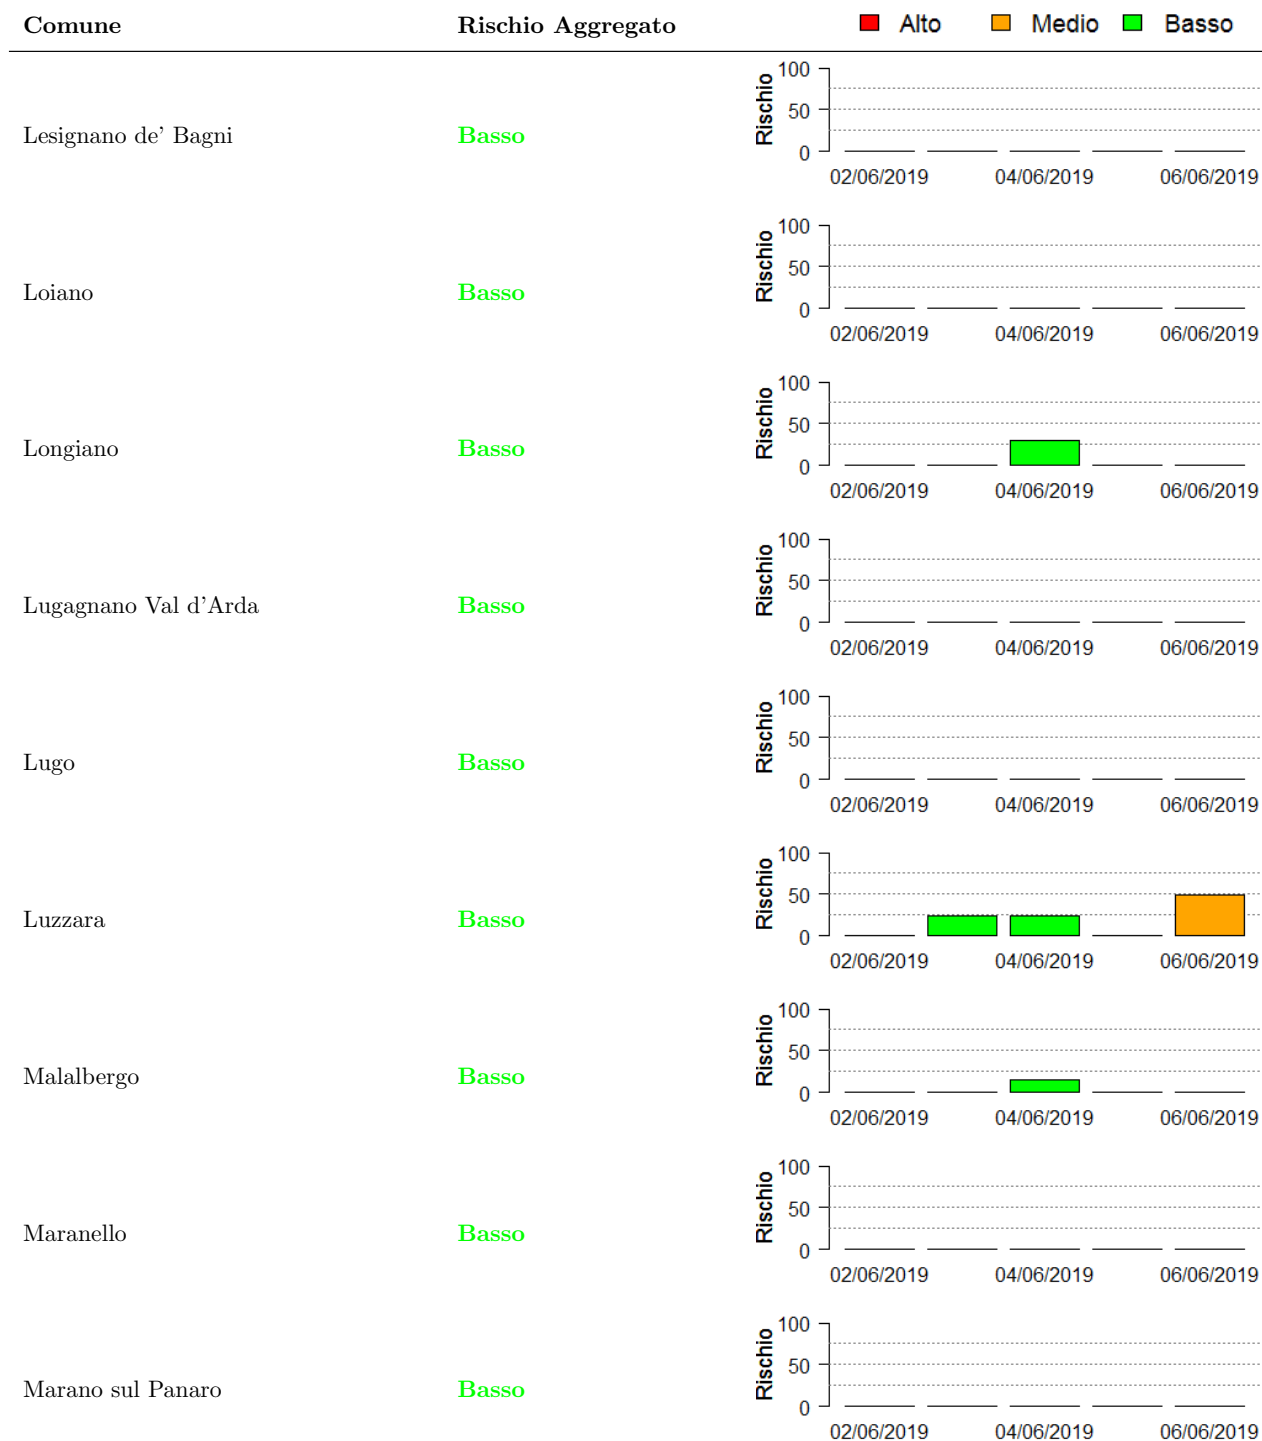 Comune Rischio Aggregato Alto Medio Basso
Lesignano de' Bagni Basso
Rischio
100
50
0
02/06/2019 04/06/2019 06/06/2019
Loiano Basso
Rischio
100
50
0
02/06/2019 04/06/2019 06/06/2019
Longiano Basso
Rischio
100
50
0
02/06/2019 04/06/2019 06/06/2019
Lugagnano Val d'Arda Basso
Rischio
100
50
0
02/06/2019 04/06/2019 06/06/2019
Lugo Basso
Rischio
100
50
0
02/06/2019 04/06/2019 06/06/2019
Luzzara Basso
Rischio
100
50
0
02/06/2019 04/06/2019 06/06/2019
Malalbergo Basso
Rischio
100
50
0
02/06/2019 04/06/2019 06/06/2019
Maranello Basso
Rischio
100
50
0
02/06/2019 04/06/2019 06/06/2019
Marano sul Panaro Basso
Rischio
100
50
0
02/06/2019 04/06/2019 06/06/2019